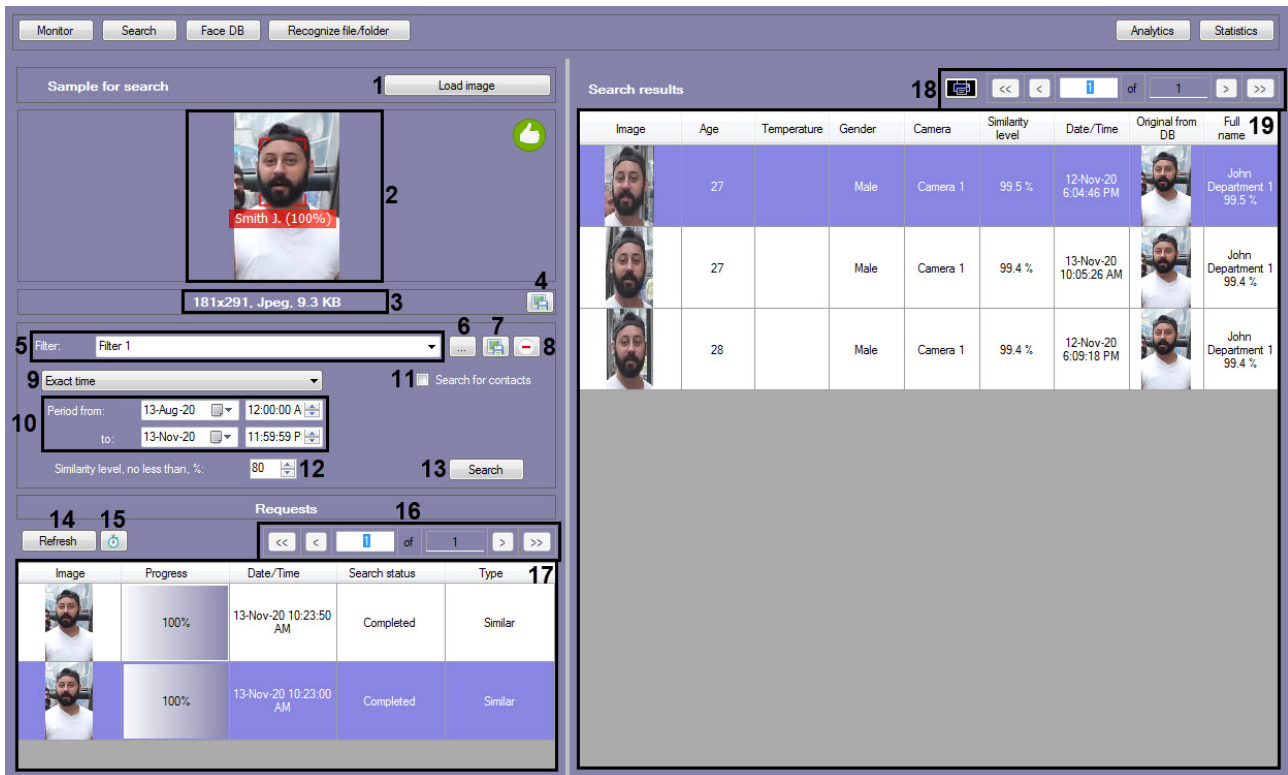 Monitor Search Face DB Recognize file/folder Analytics Statistics
Sample for search 1 Load image
Smith J. (100%)
2
181x291, Jpeg, 9.3 KB 3
4
5 Filter: Filter 1 6 ... 7 8
9 Exact time 11 Search for contacts
10 Period from: 13-Aug-20 12:00:00 A
to: 13-Nov-20 11:59:59 P
Similarity level, no less than, %: 80 12 13 Search
Requests
14 Refresh 15 16 << < 1 of 1 > >>
Image Progress Date/Time Search status Type 17
100% 13-Nov-20 10:23:50 AM Completed Similar
100% 13-Nov-20 10:23:00 AM Completed Similar
Search results 18 << < 1 of 1 > >>
Image Age Temperature Gender Camera Similarity level Date/Time Original from DB Full name 19
27 Male Camera 1 99.5 % 12-Nov-20 6:04:46 PM John Department 1 99.5 %
27 Male Camera 1 99.4 % 13-Nov-20 10:05:26 AM John Department 1 99.4 %
28 Male Camera 1 99.4 % 12-Nov-20 6:09:18 PM John Department 1 99.4 %